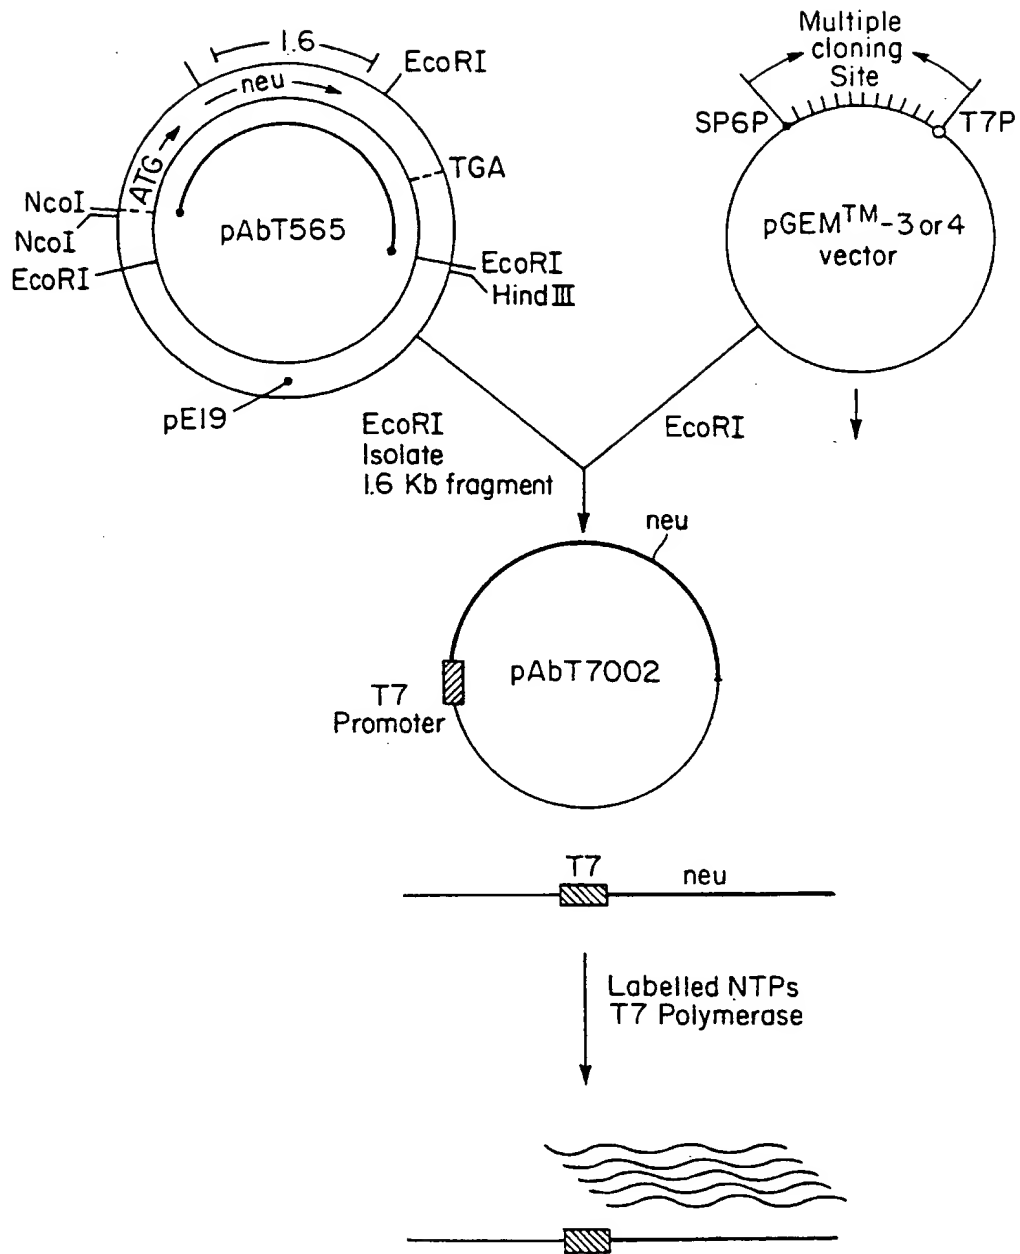 1.6
EcoRI
neu
ATG
TGA
NcoI
NcoI
EcoRI
pAbT565
EcoRI
Hind III
pE19
Multiple
cloning
Site
SP6P
T7P
pGEM™-3 or 4
vector
EcoRI
Isolate
1.6 Kb fragment
EcoRI
neu
pAbT7002
T7
Promoter
T7
neu
Labelled NTPs
T7 Polymerase